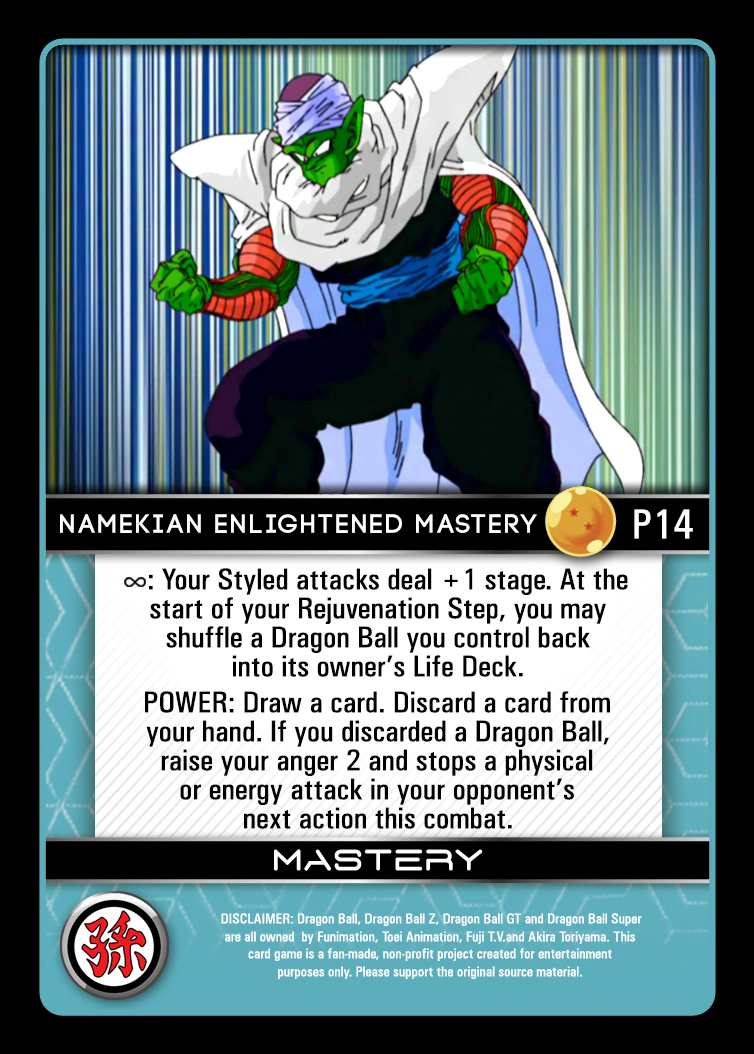 NAMEKIAN ENLIGHTENED MASTERY P14
∞: Your Styled attacks deal +1 stage. At the
start of your Rejuvenation Step, you may
shuffle a Dragon Ball you control back
into its owner's Life Deck.
POWER: Draw a card. Discard a card from
your hand. If you discarded a Dragon Ball,
raise your anger 2 and stops a physical
or energy attack in your opponent's
next action this combat.
MASTERY
孫
DISCLAIMER: Dragon Ball, Dragon Ball Z, Dragon Ball GT and Dragon Ball Super
are all owned by Funimation, Toei Animation, Fuji T.V.and Akira Toriyama. This
card game is a fan-made, non-profit project created for entertainment
purposes only. Please support the original source material.